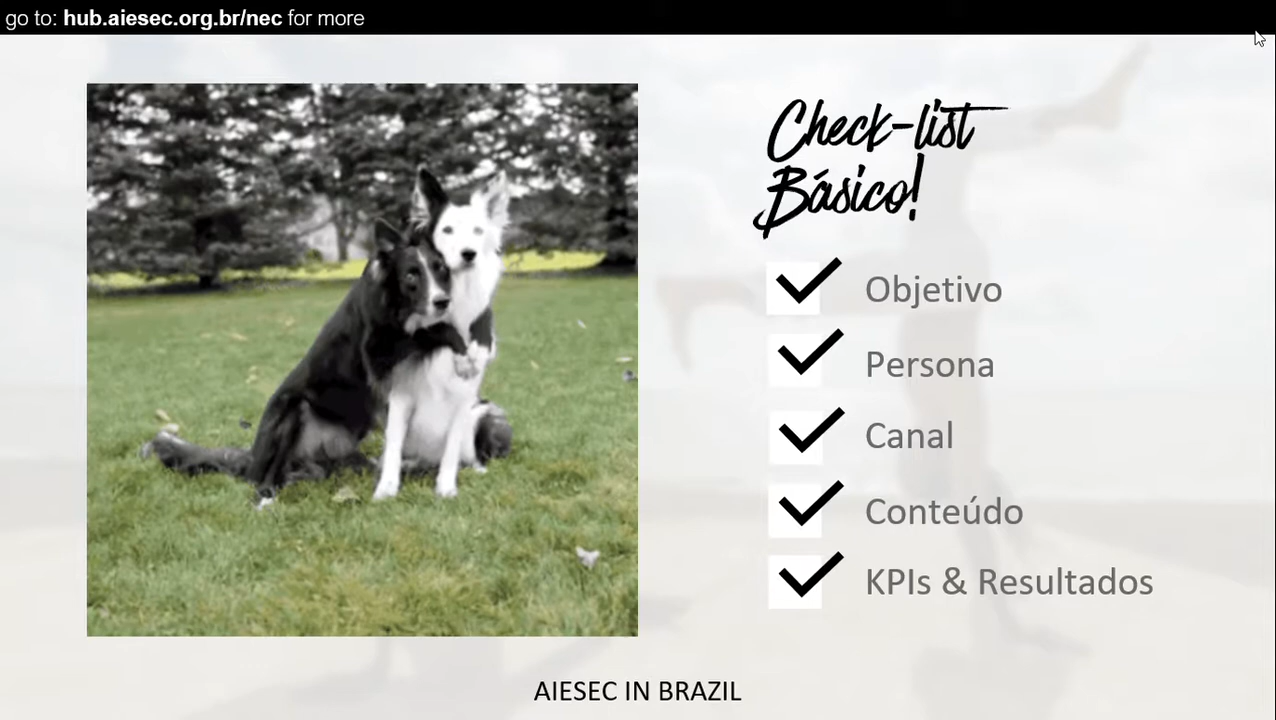 go to: hub.aiesec.org.br/nec for more
Check-list
Básico!
Objetivo
Persona
Canal
Conteúdo
KPIs & Resultados
AIESEC IN BRAZIL